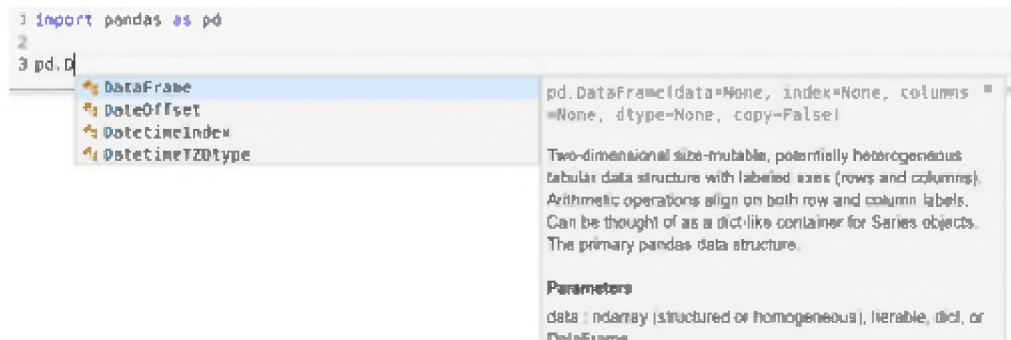 1 import pandas as pd
2
3 pd.D
DataFrame
DateOffset
DatetimeIndex
DatetimeTZDtype
pd.DataFrame(data=None, index=None, columns
=None, dtype=None, copy=False)
Two-dimensional size-mutable, potentially heterogeneous
tabular data structure with labeled axes (rows and columns).
Arithmetic operations align on both row and column labels.
Can be thought of as a dict-like container for Series objects.
The primary pandas data structure.
Parameters
data : ndarray (structured or homogeneous), Iterable, dict, or
DataFrame